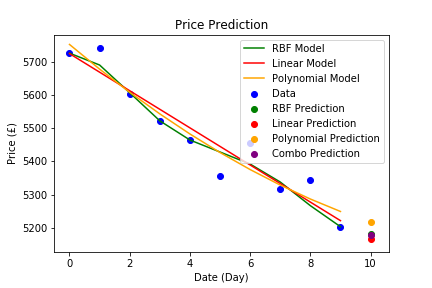 Price Prediction
RBF Model
Linear Model
Polynomial Model
Data
RBF Prediction
Linear Prediction
Polynomial Prediction
Combo Prediction
Price (£)
5700
5600
5500
5400
5300
5200
0 2 4 6 8 10
Date (Day)